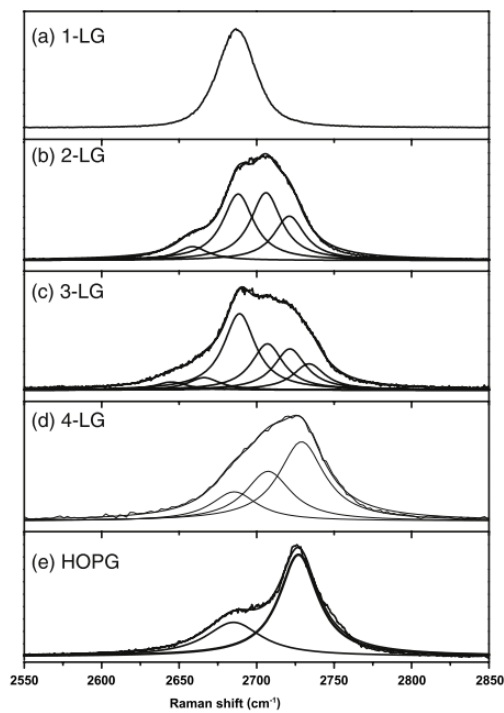 (a) 1-LG
(b) 2-LG
(c) 3-LG
(d) 4-LG
(e) HOPG
2550 2600 2650 2700 2750 2800 2850
Raman shift (cm⁻¹)